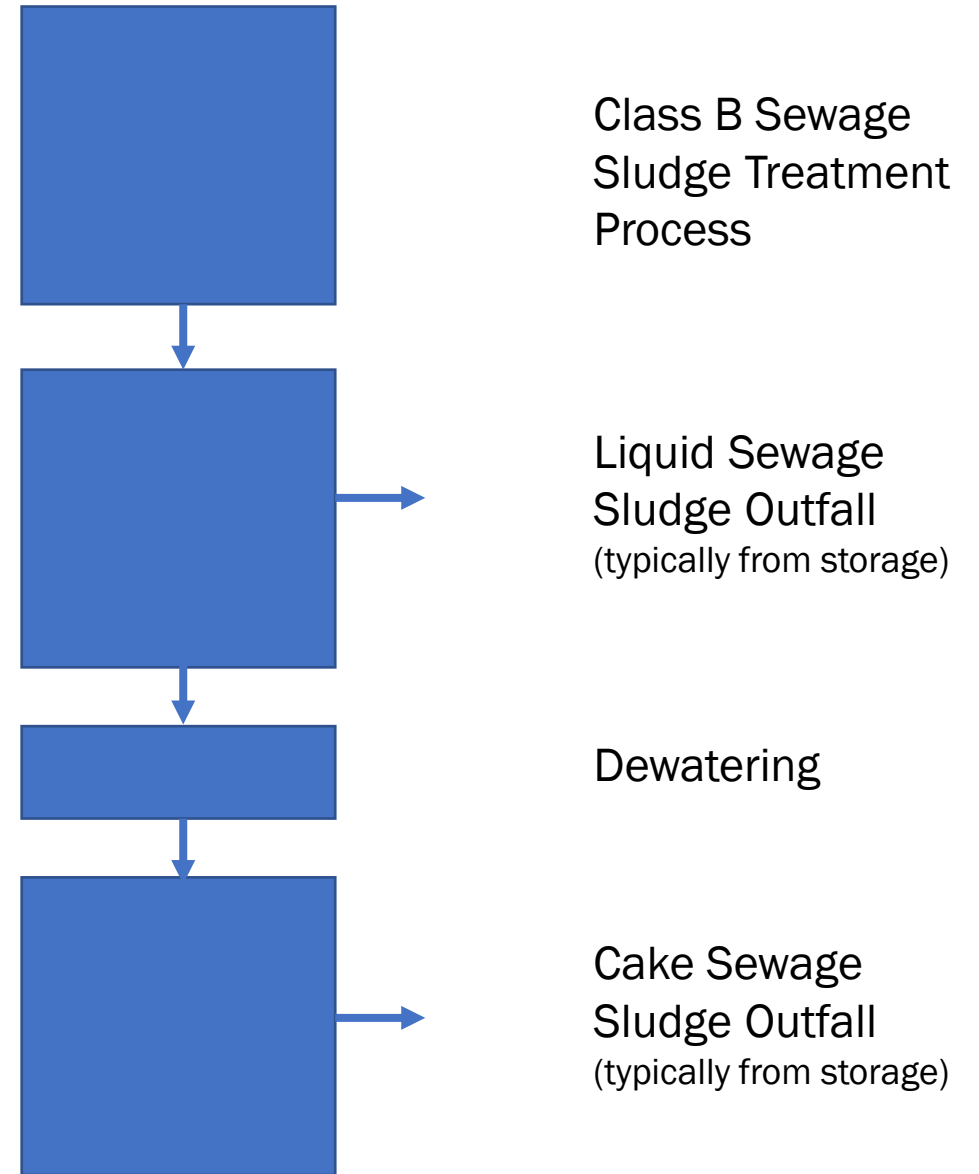 Class B Sewage
Sludge Treatment
Process
Liquid Sewage
Sludge Outfall
(typically from storage)
Dewatering
Cake Sewage
Sludge Outfall
(typically from storage)